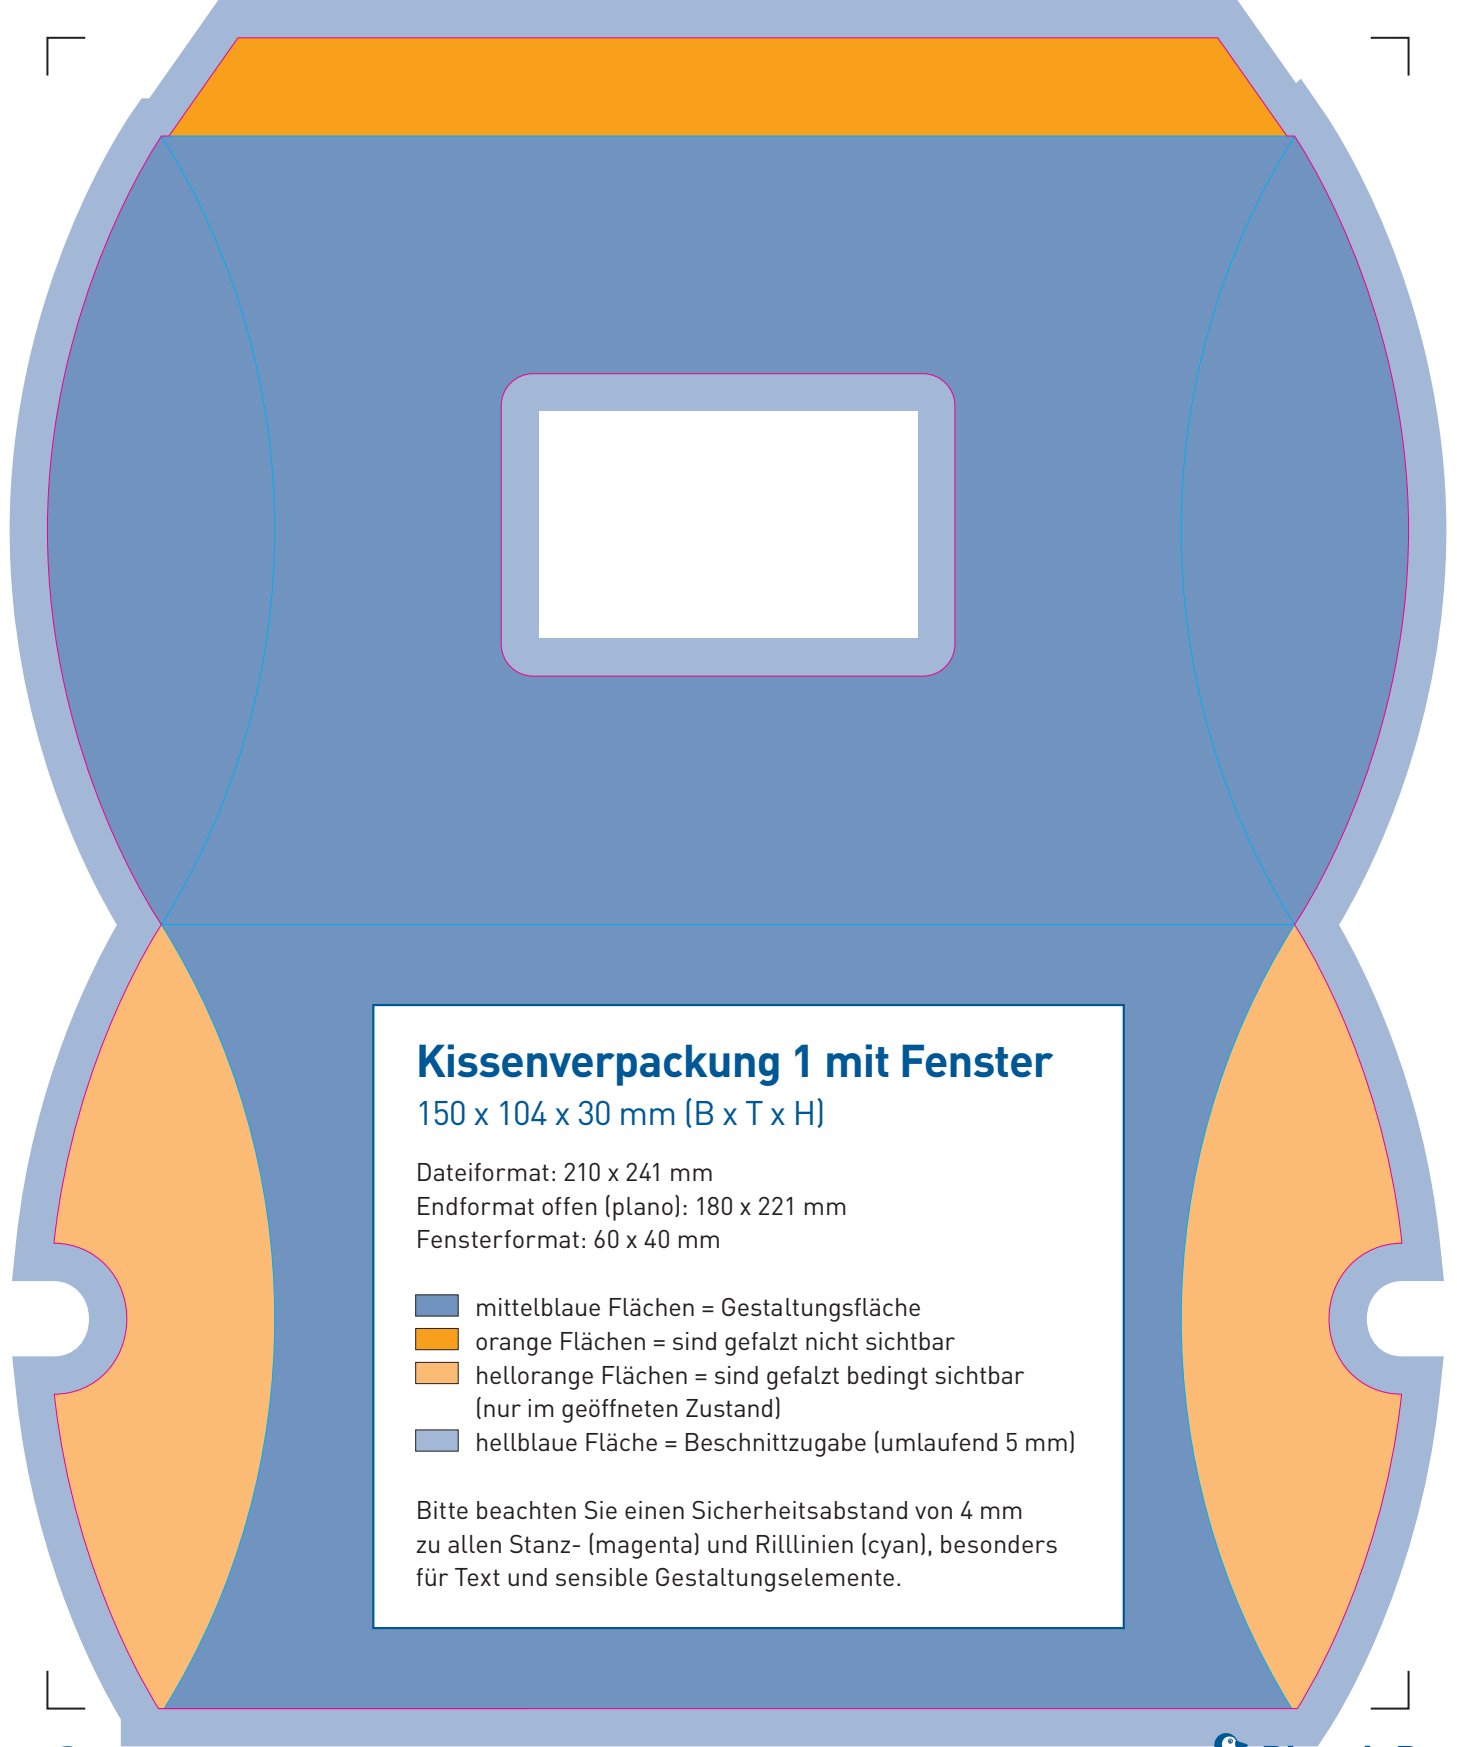 Kissenverpackung 1 mit Fenster
150 x 104 x 30 mm (B x T x H)
Dateiformat: 210 x 241 mm
Endformat offen (plano): 180 x 221 mm
Fensterformat: 60 x 40 mm
mittelblaue Flächen = Gestaltungsfläche
orange Flächen = sind gefalzt nicht sichtbar
hellorange Flächen = sind gefalzt bedingt sichtbar
(nur im geöffneten Zustand)
hellblaue Fläche = Beschnittzugabe (umlaufend 5 mm)
Bitte beachten Sie einen Sicherheitsabstand von 4 mm
zu allen Stanz- (magenta) und Rilllinien (cyan), besonders
für Text und sensible Gestaltungselemente.